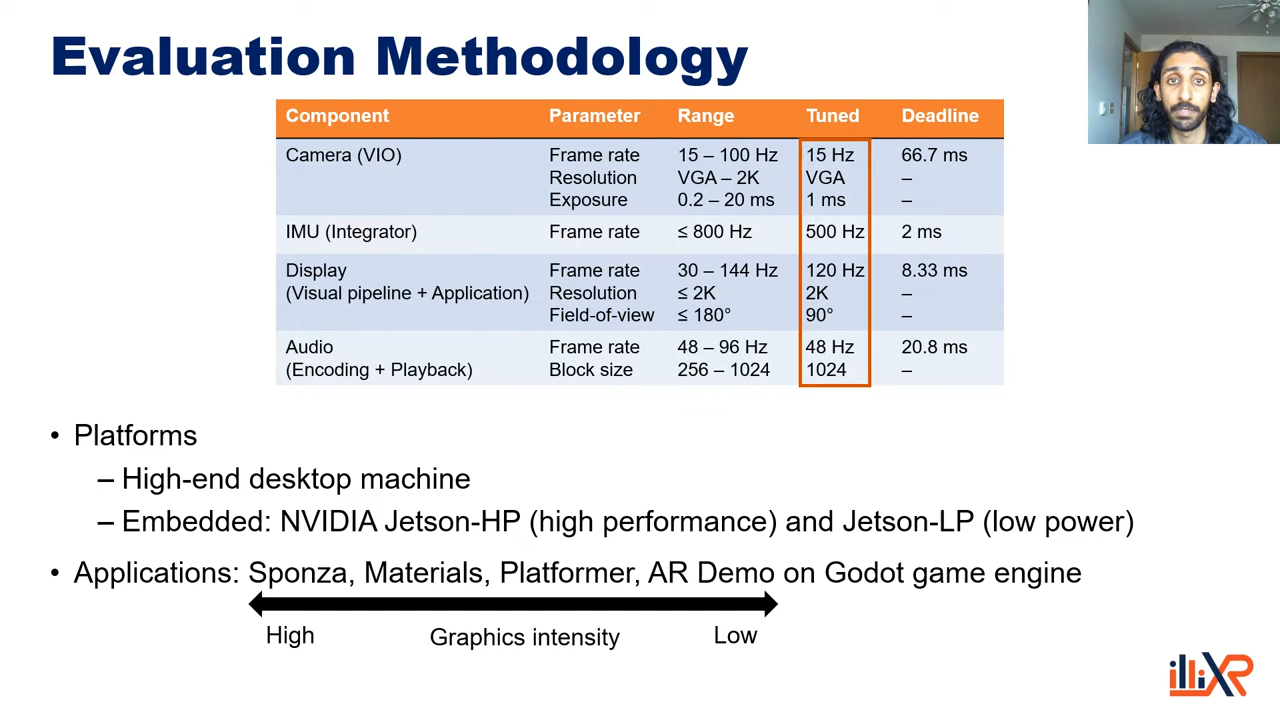 Evaluation Methodology
Component Parameter Range Tuned Deadline
Camera (VIO) Frame rate 15 – 100 Hz 15 Hz 66.7 ms
Resolution VGA – 2K VGA –
Exposure 0.2 – 20 ms 1 ms –
IMU (Integrator) Frame rate ≤ 800 Hz 500 Hz 2 ms
Display Frame rate 30 – 144 Hz 120 Hz 8.33 ms
(Visual pipeline + Application) Resolution ≤ 2K 2K –
Field-of-view ≤ 180° 90° –
Audio Frame rate 48 – 96 Hz 48 Hz 20.8 ms
(Encoding + Playback) Block size 256 – 1024 1024 –
• Platforms
– High-end desktop machine
– Embedded: NVIDIA Jetson-HP (high performance) and Jetson-LP (low power)
• Applications: Sponza, Materials, Platformer, AR Demo on Godot game engine
High Graphics intensity Low
illiXR